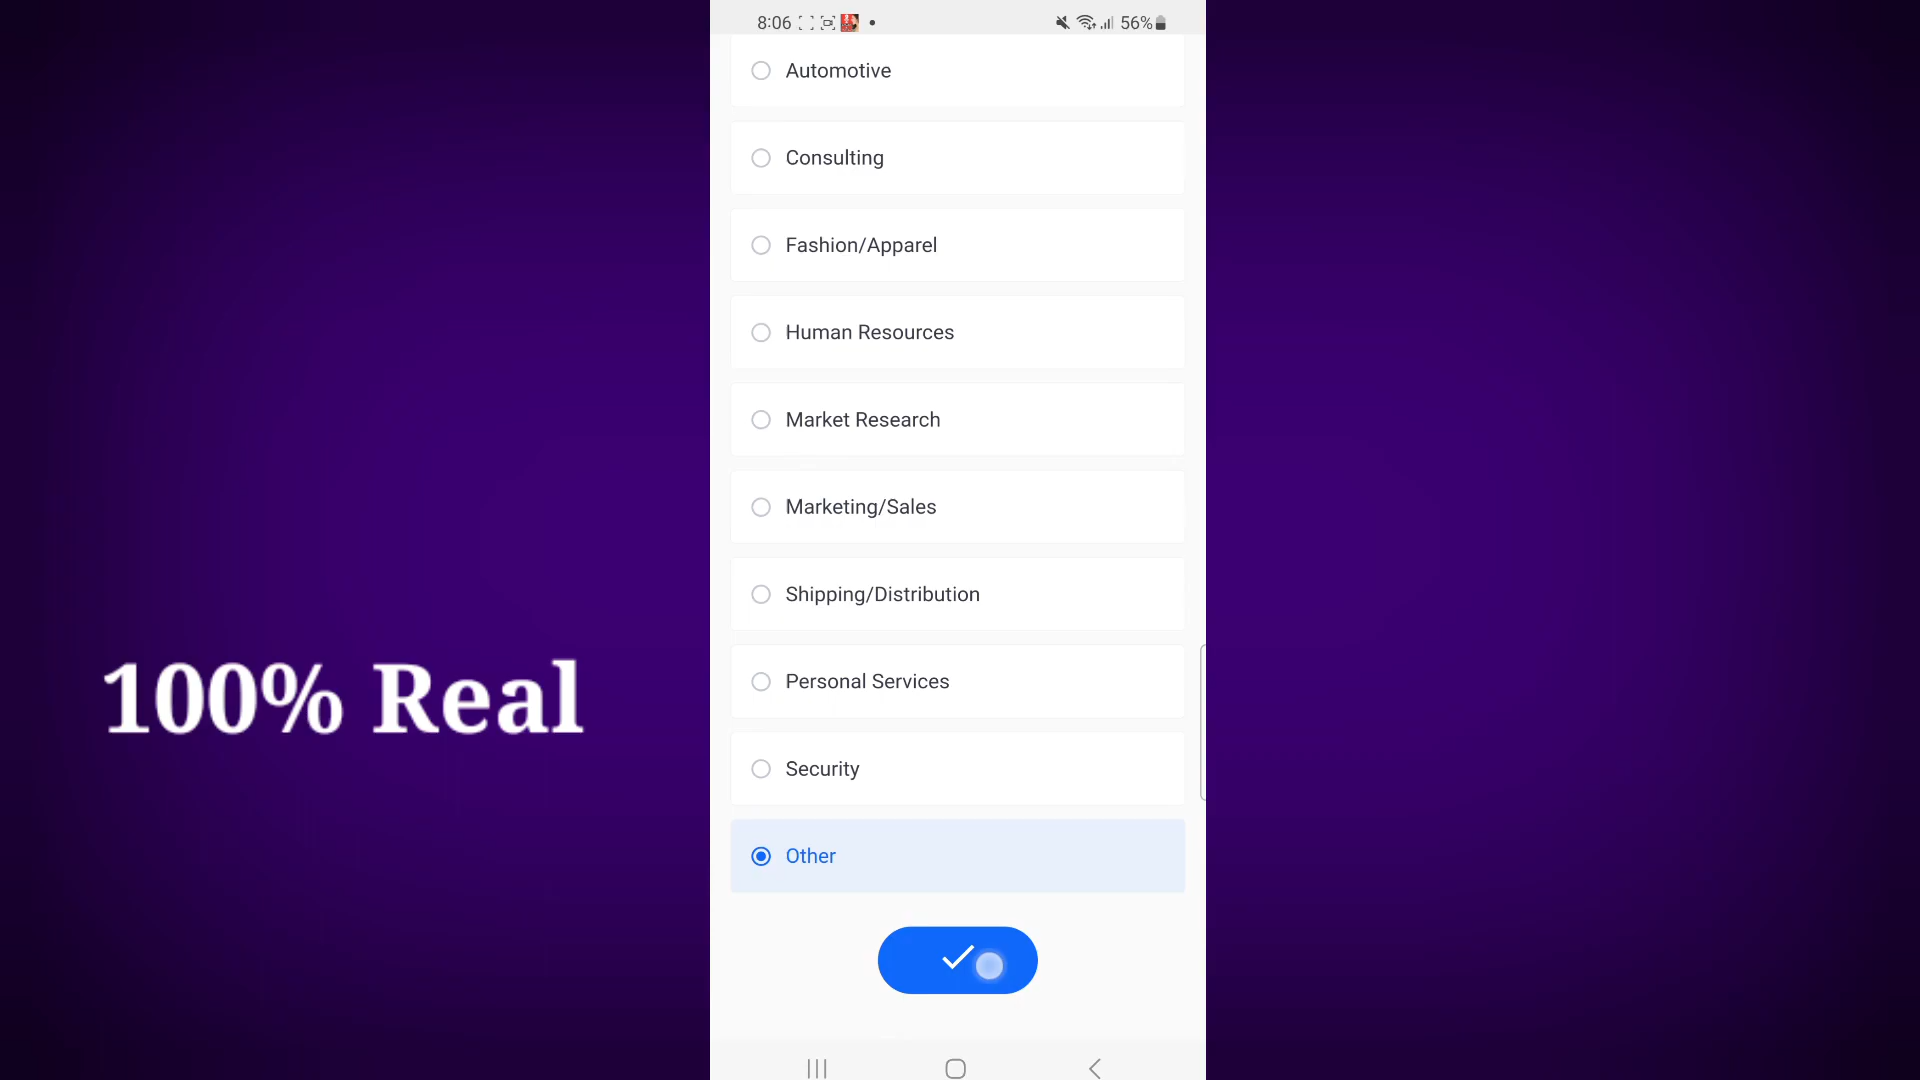 8:06
56%
Automotive
Consulting
Fashion/Apparel
Human Resources
Market Research
Marketing/Sales
Shipping/Distribution
100% Real
Personal Services
Security
Other